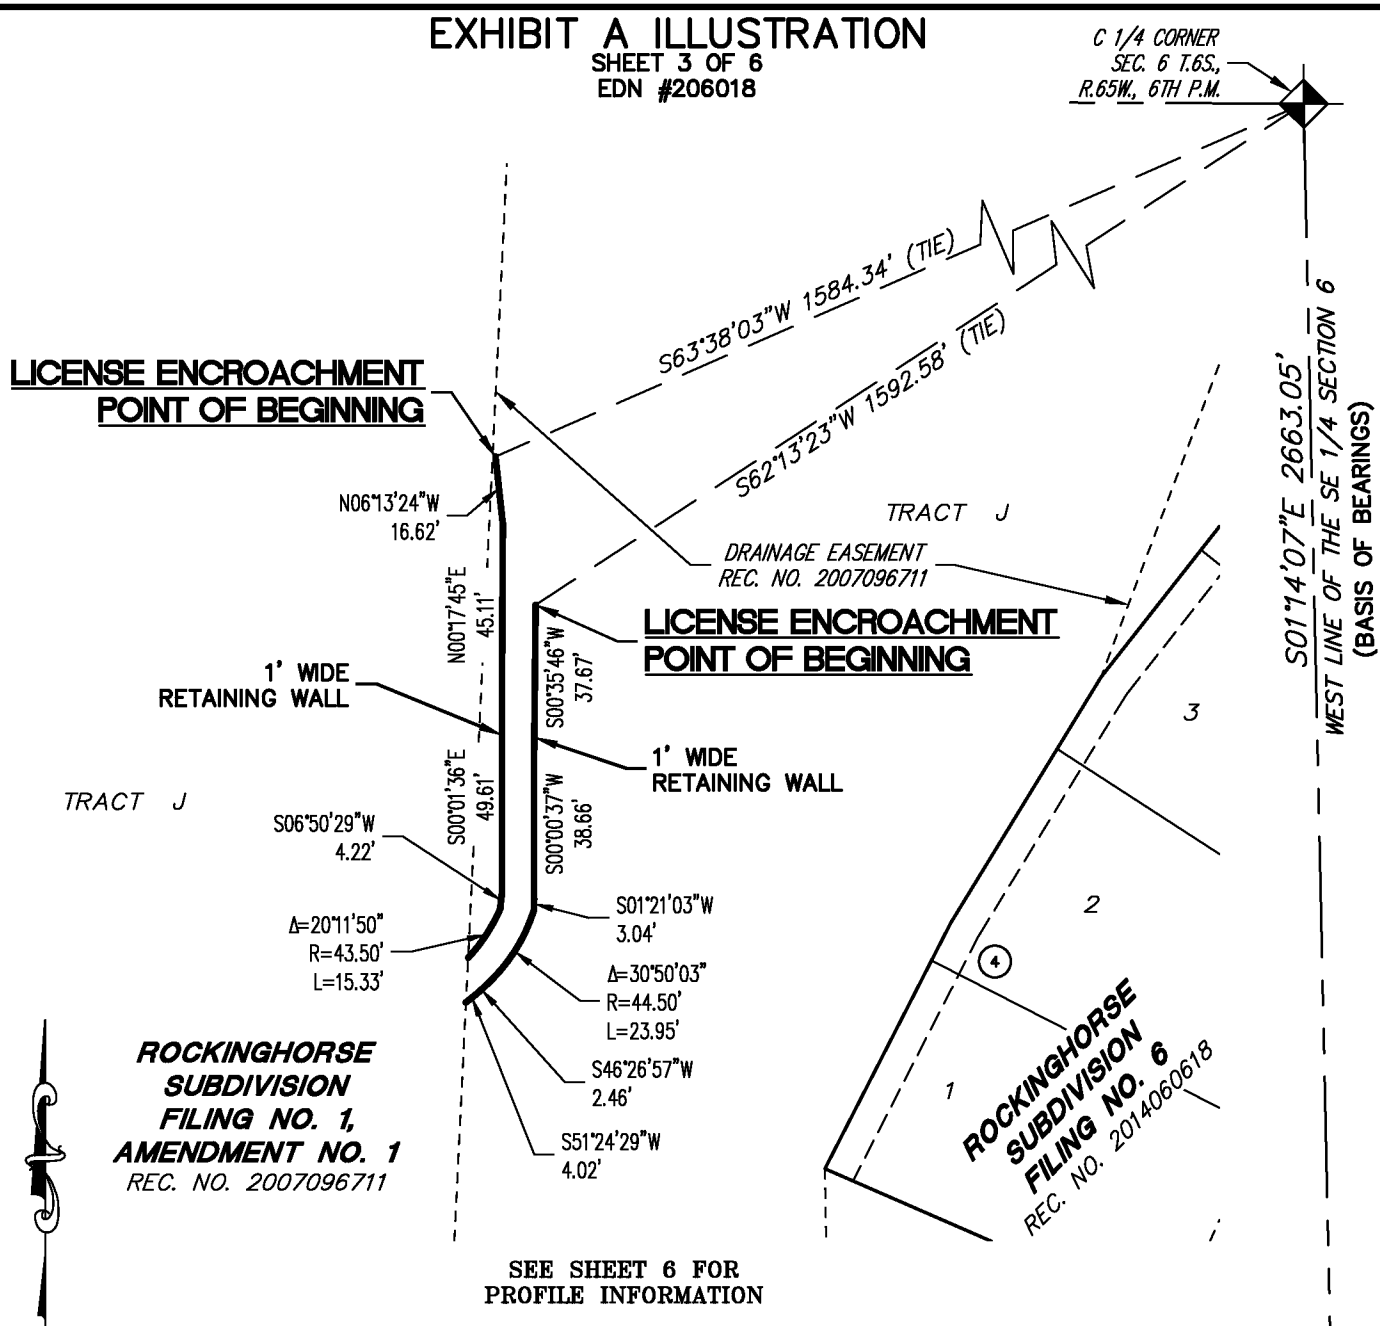 EXHIBIT A ILLUSTRATION
SHEET 3 OF 6
EDN #206018
C 1/4 CORNER
SEC. 6 T.6S.,
R.65W., 6TH P.M.
S63°38'03"W 1584.34' (TIE)
S62°13'23"W 1592.58' (TIE)
S01°14'07"E 2663.05'
WEST LINE OF THE SE 1/4 SECTION 6
(BASIS OF BEARINGS)
LICENSE ENCROACHMENT
POINT OF BEGINNING
N06°13'24"W
16.62'
TRACT J
DRAINAGE EASEMENT
REC. NO. 2007096711
N00°17'45"E
45.11'
LICENSE ENCROACHMENT
POINT OF BEGINNING
S00°35'46"W
37.67'
1' WIDE
RETAINING WALL
1' WIDE
RETAINING WALL
3
TRACT J
S00°01'36"E
49.61'
S00°00'37"W
38.66'
S06°50'29"W
4.22'
S01°21'03"W
3.04'
2
Δ=20°11'50"
R=43.50'
L=15.33'
Δ=30°50'03"
R=44.50'
L=23.95'
4
ROCKINGHORSE
SUBDIVISION
FILING NO. 1,
AMENDMENT NO. 1
REC. NO. 2007096711
S46°26'57"W
2.46'
S51°24'29"W
4.02'
1
ROCKINGHORSE
SUBDIVISION
FILING NO. 6
REC. NO. 2014060618
SEE SHEET 6 FOR
PROFILE INFORMATION